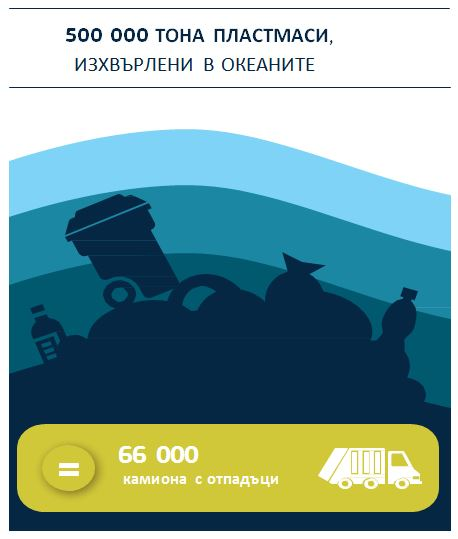 500 000 ТОНА ПЛАСТМАСИ,
ИЗХВЪРЛЕНИ В ОКЕАНИТЕ
=
66 000
камиона с отпадъци